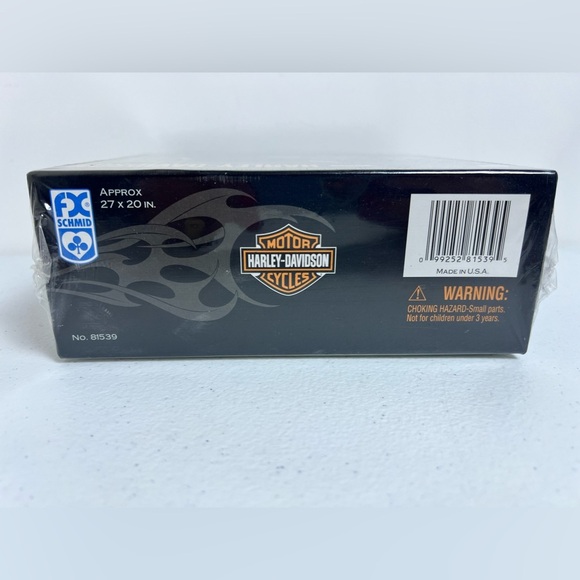 FX
SCHMID
APPROX
27 X 20 IN.
MOTOR
HARLEY-DAVIDSON
CYCLES
No. 81539
0 99252 81539 5
MADE IN U.S.A.
WARNING:
CHOKING HAZARD-Small parts.
Not for children under 3 years.